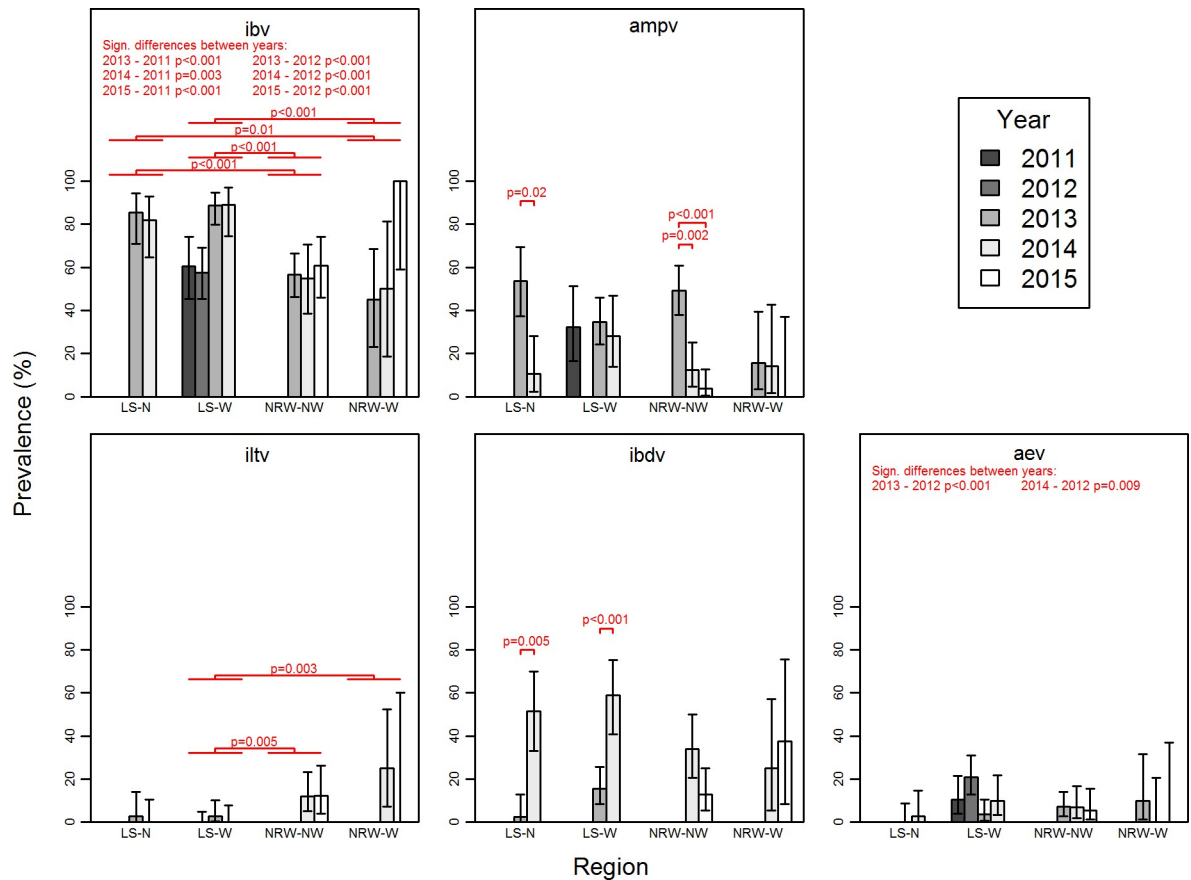 ibv
Sign. differences between years:
2013 - 2011 p<0.001 2013 - 2012 p<0.001
2014 - 2011 p=0.003 2014 - 2012 p<0.001
2015 - 2011 p<0.001 2015 - 2012 p<0.001
p<0.001
p=0.01
p<0.001
p<0.001
100
80
60
40
20
0
LS-N LS-W NRW-NW NRW-W
ampv
p=0.02
p<0.001
p=0.002
100
80
60
40
20
0
LS-N LS-W NRW-NW NRW-W
Year
2011
2012
2013
2014
2015
Prevalence (%)
iltv
p=0.003
p=0.005
100
80
60
40
20
0
LS-N LS-W NRW-NW NRW-W
ibdv
p=0.005
p<0.001
100
80
60
40
20
0
LS-N LS-W NRW-NW NRW-W
aev
Sign. differences between years:
2013 - 2012 p<0.001 2014 - 2012 p=0.009
100
80
60
40
20
0
LS-N LS-W NRW-NW NRW-W
Region